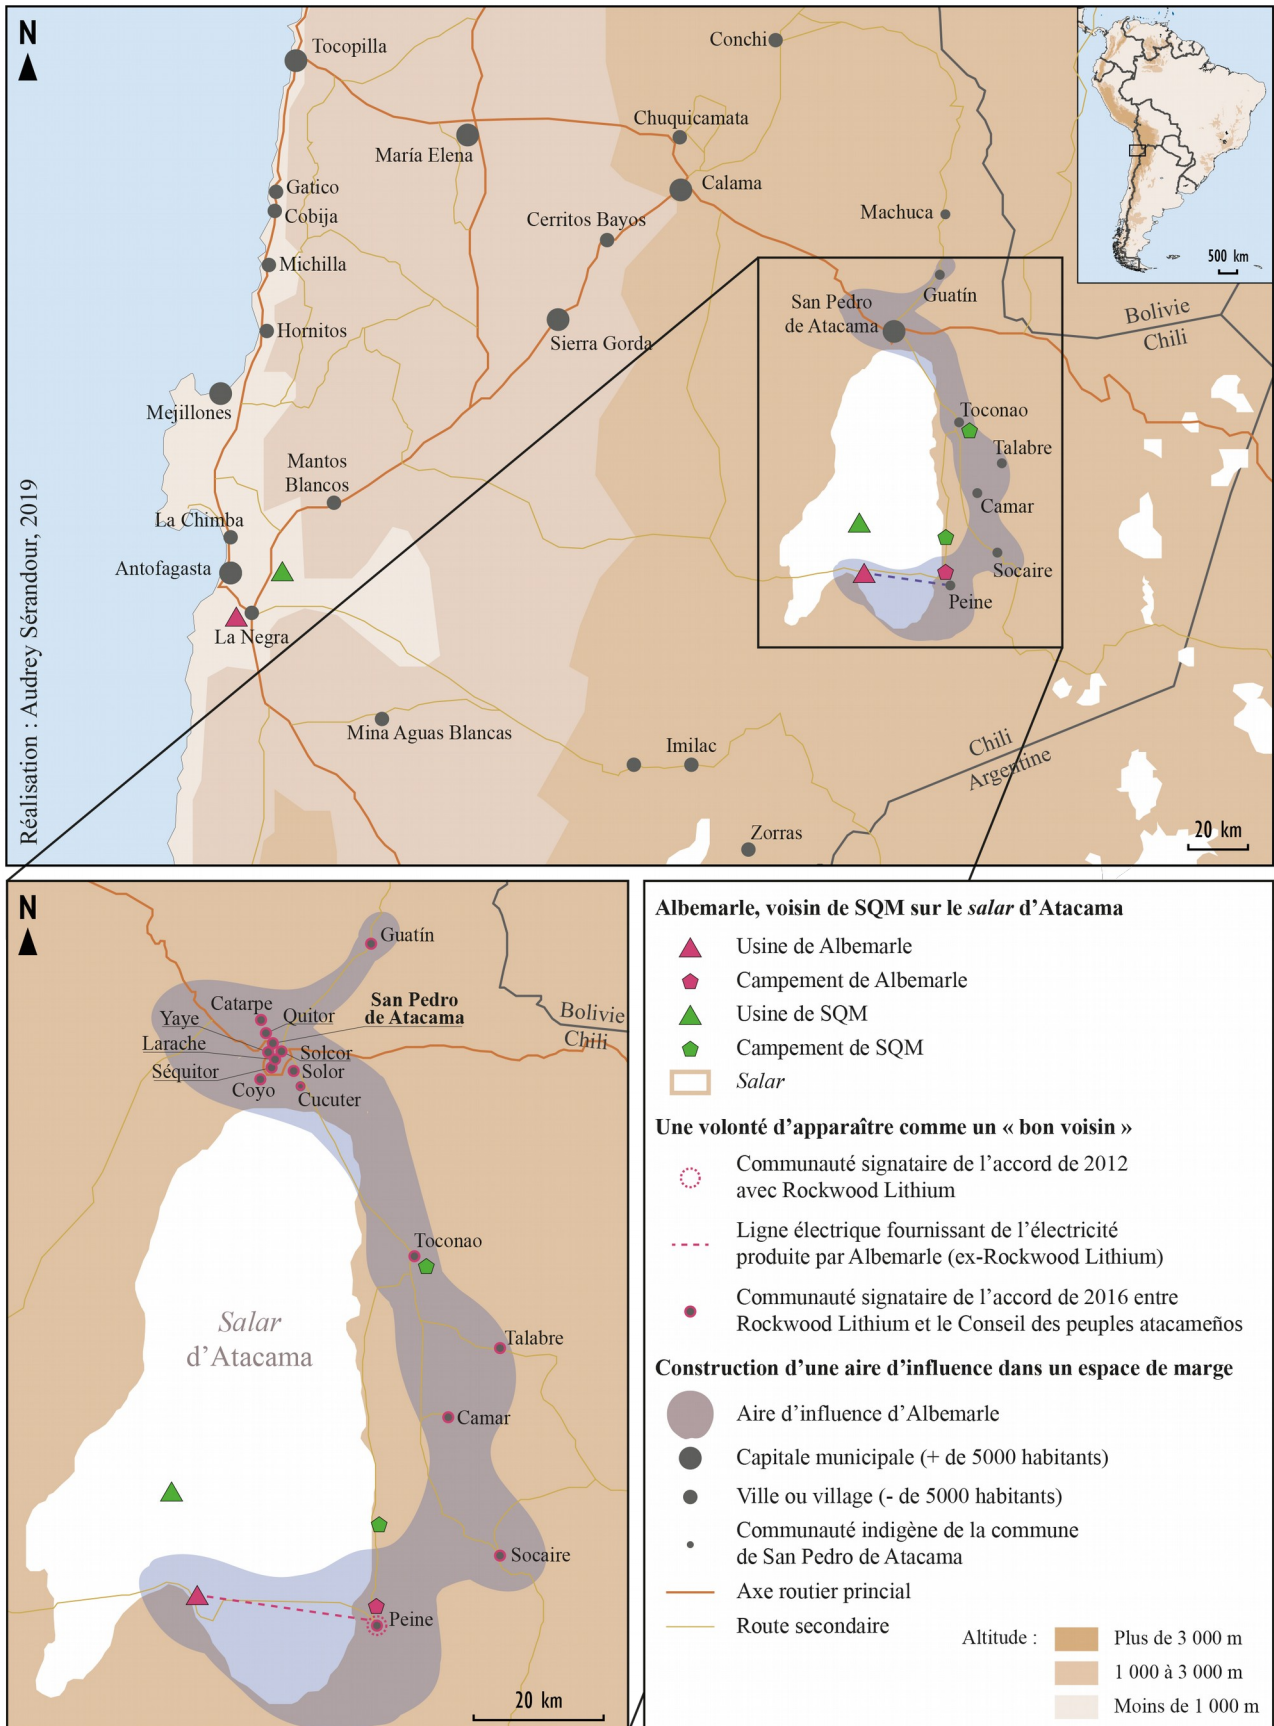 N
Tocopilla
Conchi
Chuquicamata
María Elena
Calama
Gatico
Cobija
Cerritos Bayos
Machuca
Michilla
500 km
Guatín
San Pedro
de Atacama
Hornitos
Sierra Gorda
Bolivie
Chili
Mejillones
Toconao
Talabre
Mantos
Blancos
Camar
La Chimba
Antofagasta
Socaire
Peine
La Negra
Mina Aguas Blancas
Imilac
Chili
Argentine
Zorras
20 km
Réalisation : Audrey Sérandour, 2019
N
Guatín
Catarpe
San Pedro
de Atacama
Yaye
Quitor
Bolivie
Chili
Larache
Solcor
Séquitor
Solor
Coyo
Cucuter
Toconao
Salar
d'Atacama
Talabre
Camar
Socaire
Peine
20 km
Albemarle, voisin de SQM sur le salar d'Atacama
Usine de Albemarle
Campement de Albemarle
Usine de SQM
Campement de SQM
Salar
Une volonté d'apparaître comme un « bon voisin »
Communauté signataire de l'accord de 2012
avec Rockwood Lithium
Ligne électrique fournissant de l'électricité
produite par Albemarle (ex-Rockwood Lithium)
Communauté signataire de l'accord de 2016 entre
Rockwood Lithium et le Conseil des peuples atacameños
Construction d'une aire d'influence dans un espace de marge
Aire d'influence d'Albemarle
Capitale municipale (+ de 5000 habitants)
Ville ou village (- de 5000 habitants)
Communauté indigène de la commune
de San Pedro de Atacama
Axe routier princial
Route secondaire
Altitude :
Plus de 3 000 m
1 000 à 3 000 m
Moins de 1 000 m